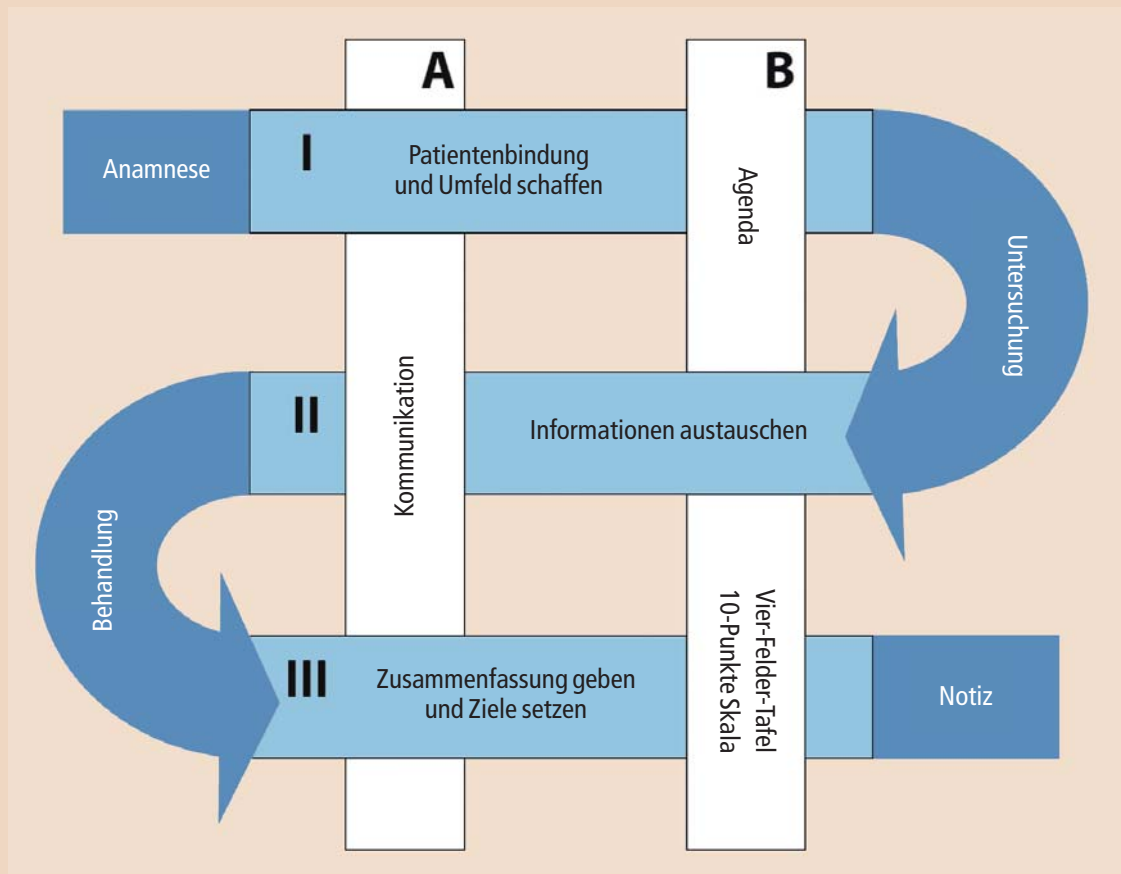 A
B
Anamnese
I
Patientenbindung
und Umfeld schaffen
Agenda
Untersuchung
II
Kommunikation
Informationen austauschen
Behandlung
III
Zusammenfassung geben
und Ziele setzen
Vier-Felder-Tafel
10-Punkte Skala
Notiz